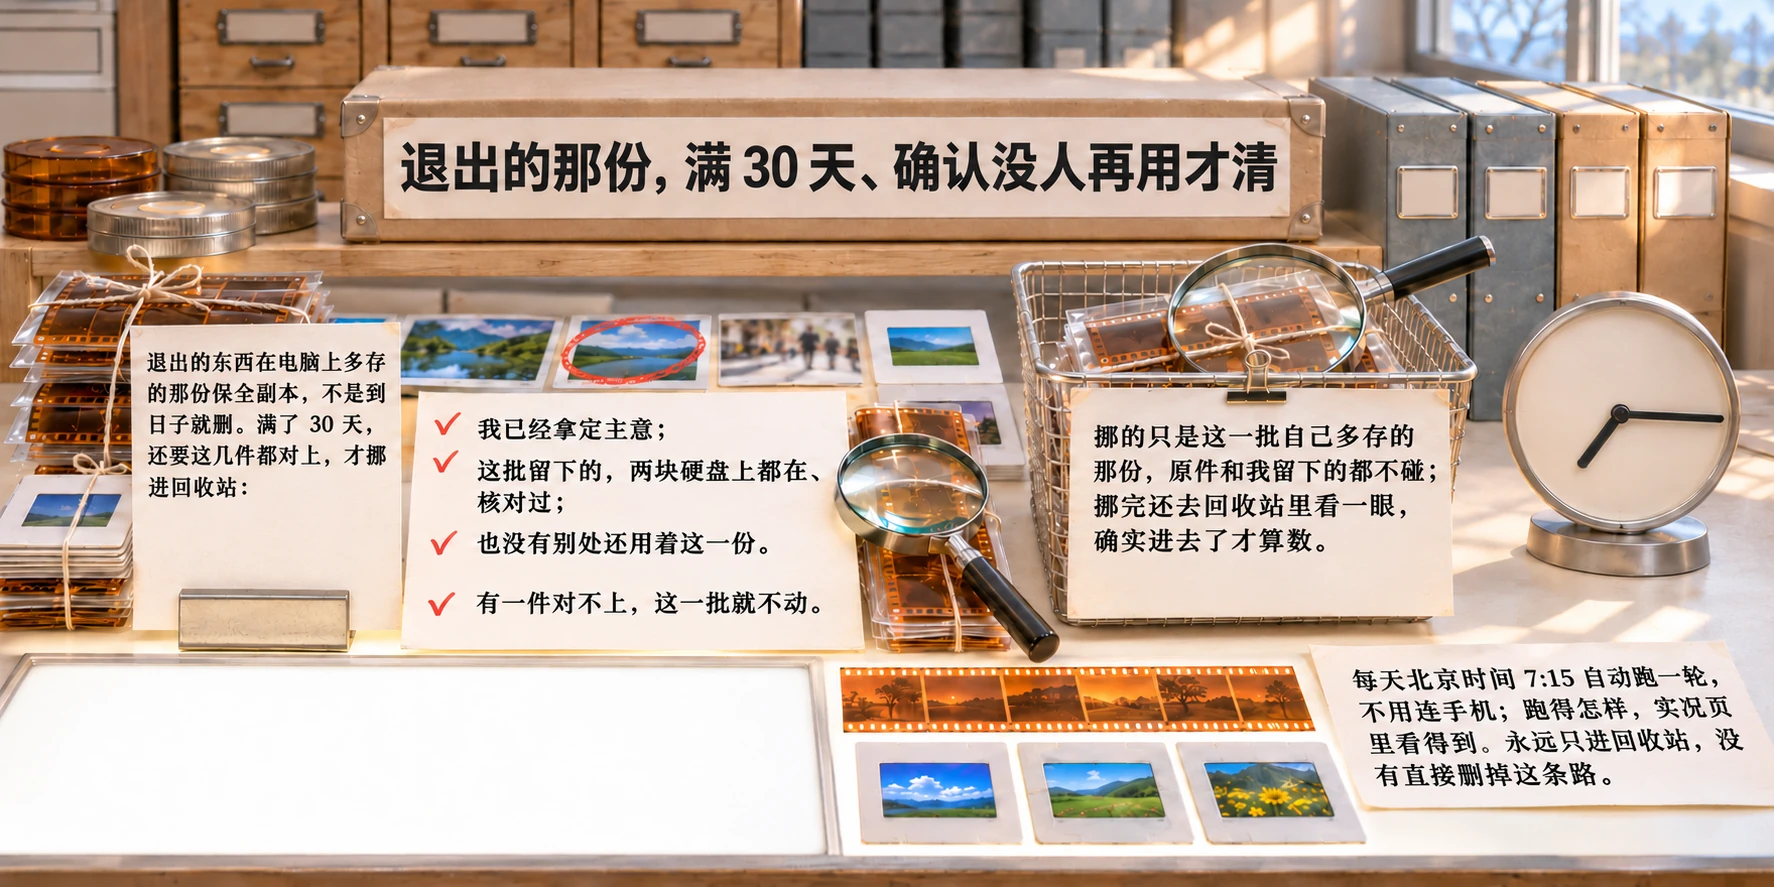 退出的那份，满 30 天、确认没人再用才清
退出的东西在电脑上多存
的那份保全副本，不是到
日子就删。满了 30 天，
还要这几件都对上，才挪
进回收站：
我已经拿定主意；
这批留下的，两块硬盘上都在、
核对过；
也没有别处还用着这一份。
有一件对不上，这一批就不动。
挪的只是这一批自己多存的
那份，原件和我留下的都不碰；
挪完还去回收站里看一眼，
确实进去了才算数。
每天北京时间 7:15 自动跑一轮，
不用连手机；跑得怎样，实况页
里看得到。永远只进回收站，没
有直接删掉这条路。